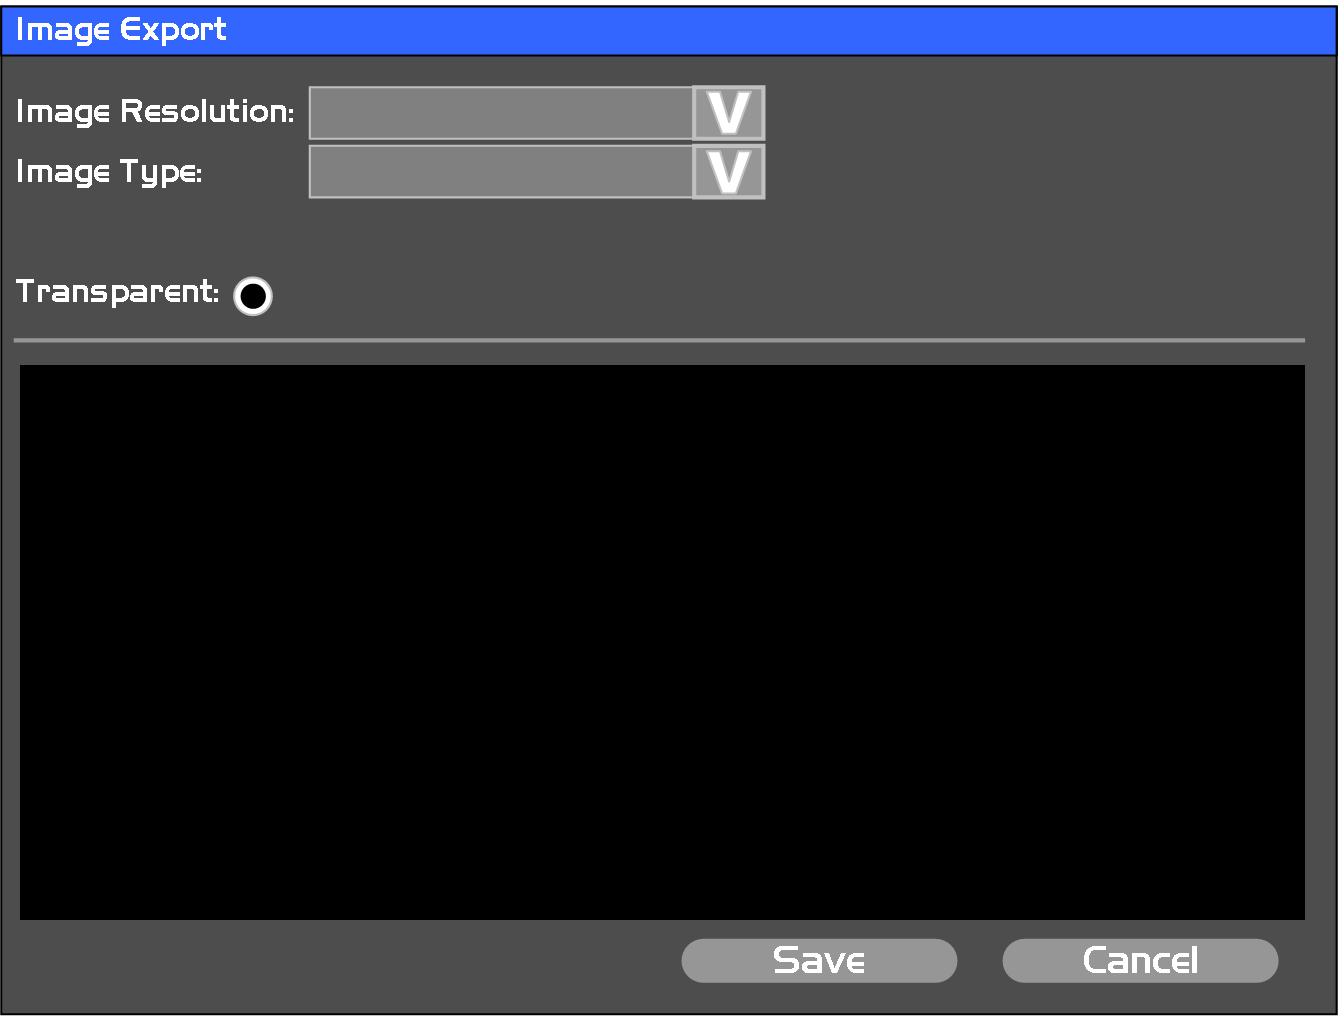 Image Export
Image Resolution: V
Image Type: V
Transparent:
Save Cancel